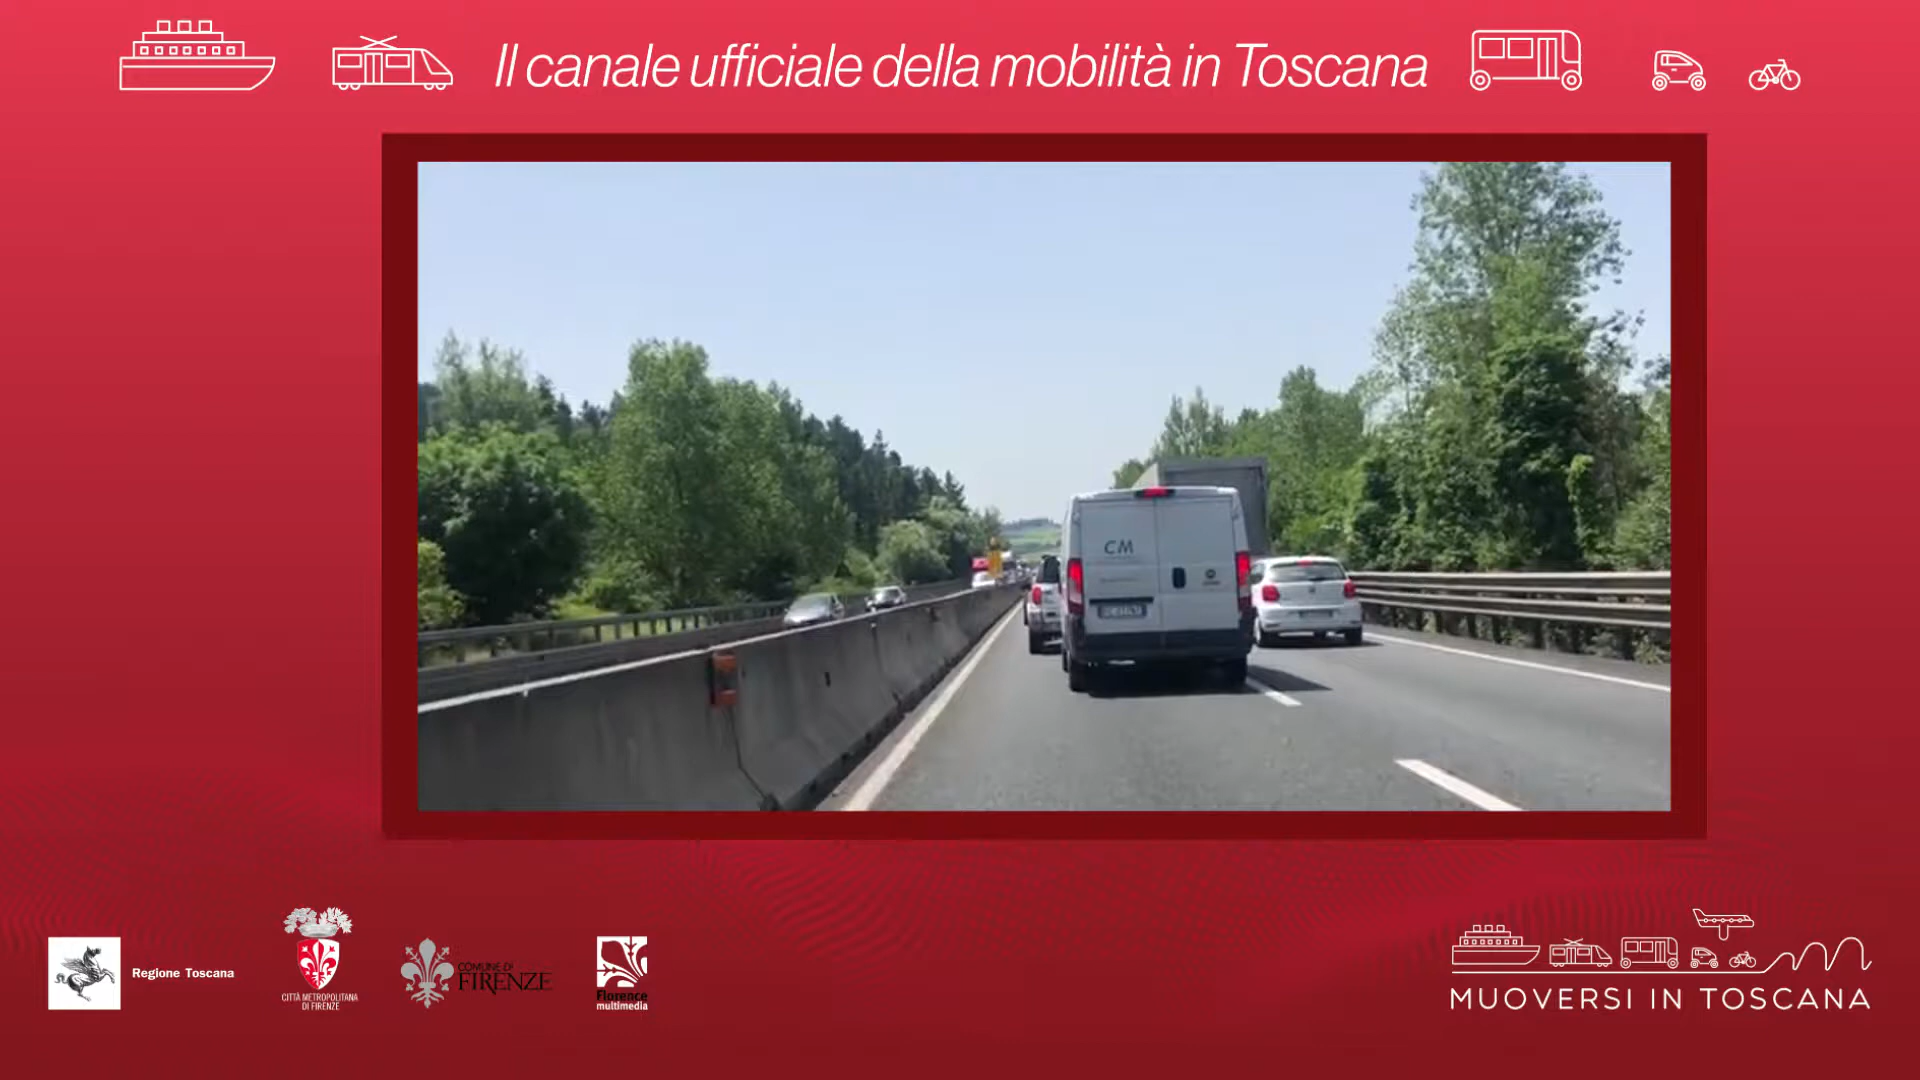 Il canale ufficiale della mobilità in Toscana
CM
Regione Toscana
CITTÀ METROPOLITANA
DI FIRENZE
COMUNE DI
FIRENZE
Florence
multimedia
MUOVERSI IN TOSCANA